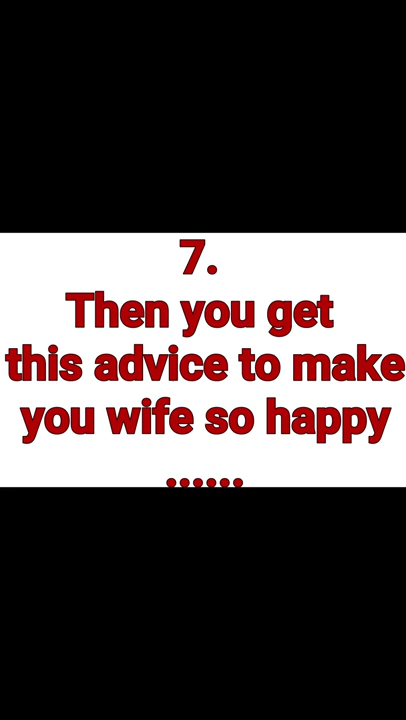 7.
Then you get
this advice to make
you wife so happy
......